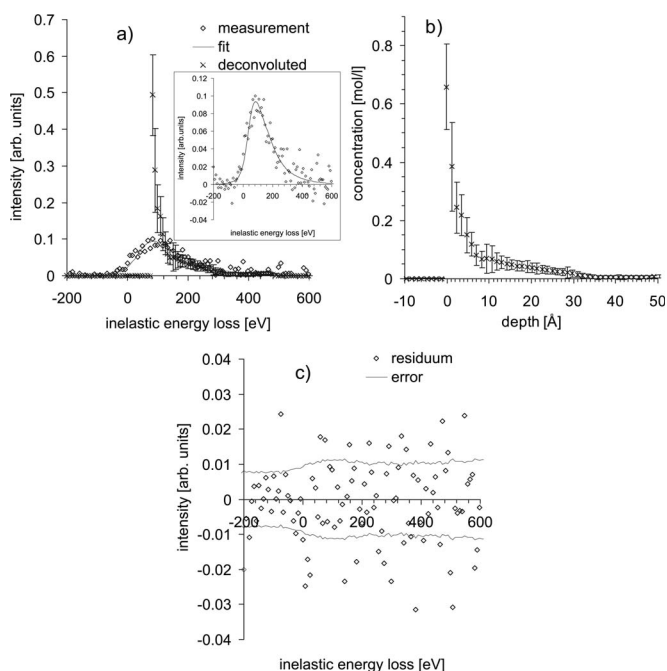 a)
measurement
fit
deconvoluted
intensity [arb. units]
0.7
0.6
0.5
0.4
0.3
0.2
0.1
0
-200 0 200 400 600
inelastic energy loss [eV]
intensity [arb.units]
0.12
0.1
0.08
0.06
0.04
0.02
0
-0.02
-0.04
-200 0 200 400 600
inelastic energy loss [eV]
b)
concentration [mol/l]
0.8
0.6
0.4
0.2
0
-10 0 10 20 30 40 50
depth [Å]
c)
residuum
error
intensity [arb. units]
0.04
0.03
0.02
0.01
0
-0.01
-0.02
-0.03
-0.04
-200 0 200 400 600
inelastic energy loss [eV]